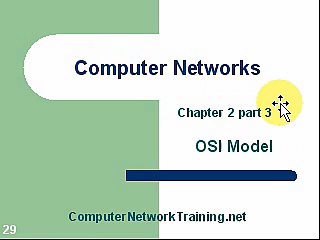 Computer Networks
Chapter 2 part 3
OSI Model
ComputerNetworkTraining.net
29